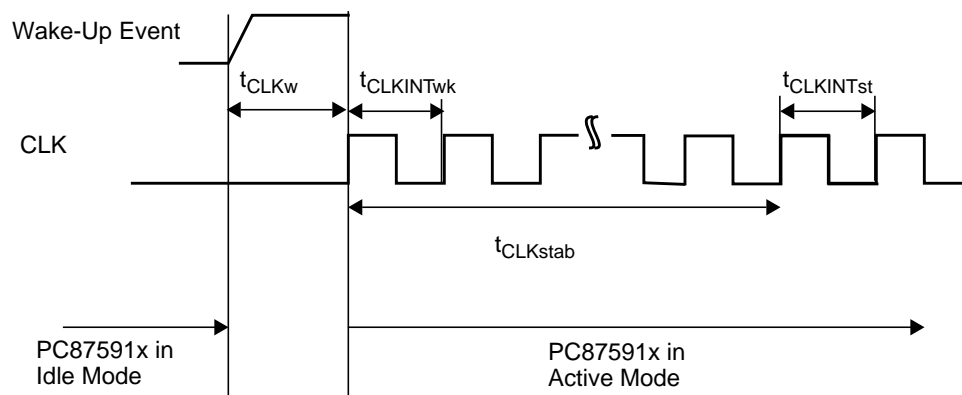 Wake-Up Event
tCLKw
tCLKINTwk
tCLKINTst
CLK
tCLKstab
PC87591x in
Idle Mode
PC87591x in
Active Mode